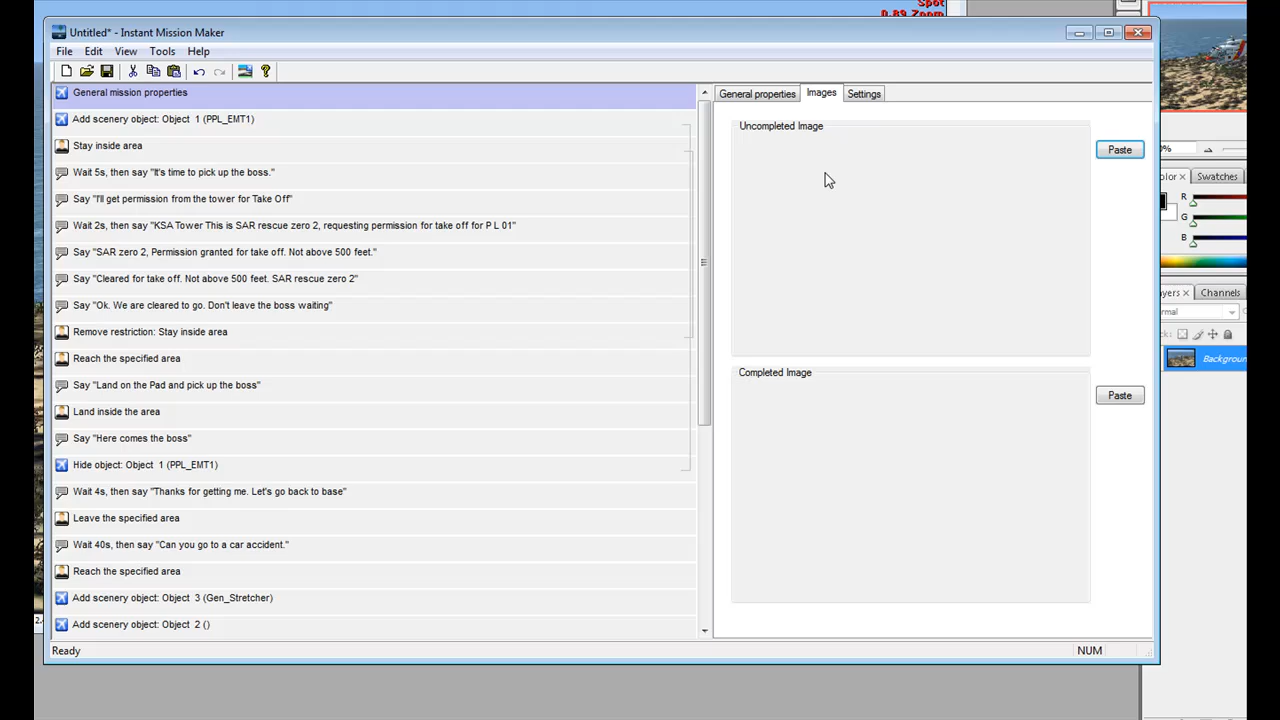 Spot
0.89 Zoom
Untitled* - Instant Mission Maker
File Edit View Tools Help
General mission properties
Add scenery object: Object 1 (PPL_EMT1)
Stay inside area
Wait 5s, then say "It's time to pick up the boss."
Say "I'll get permission from the tower for Take Off"
Wait 2s, then say "KSA Tower This is SAR rescue zero 2, requesting permission for take off for P L 01"
Say "SAR zero 2, Permission granted for take off. Not above 500 feet."
Say "Cleared for take off. Not above 500 feet. SAR rescue zero 2"
Say "Ok. We are cleared to go. Don't leave the boss waiting"
Remove restriction: Stay inside area
Reach the specified area
Say "Land on the Pad and pick up the boss"
Land inside the area
Say "Here comes the boss"
Hide object: Object 1 (PPL_EMT1)
Wait 4s, then say "Thanks for getting me. Let's go back to base"
Leave the specified area
Wait 40s, then say "Can you go to a car accident."
Reach the specified area
Add scenery object: Object 3 (Gen_Stretcher)
Add scenery object: Object 2 ()
Ready
NUM
General properties Images Settings
Uncompleted Image
Paste
Completed Image
Paste
olor x Swatches
R
G
B
ayers x Channels
rmal
Backgroun